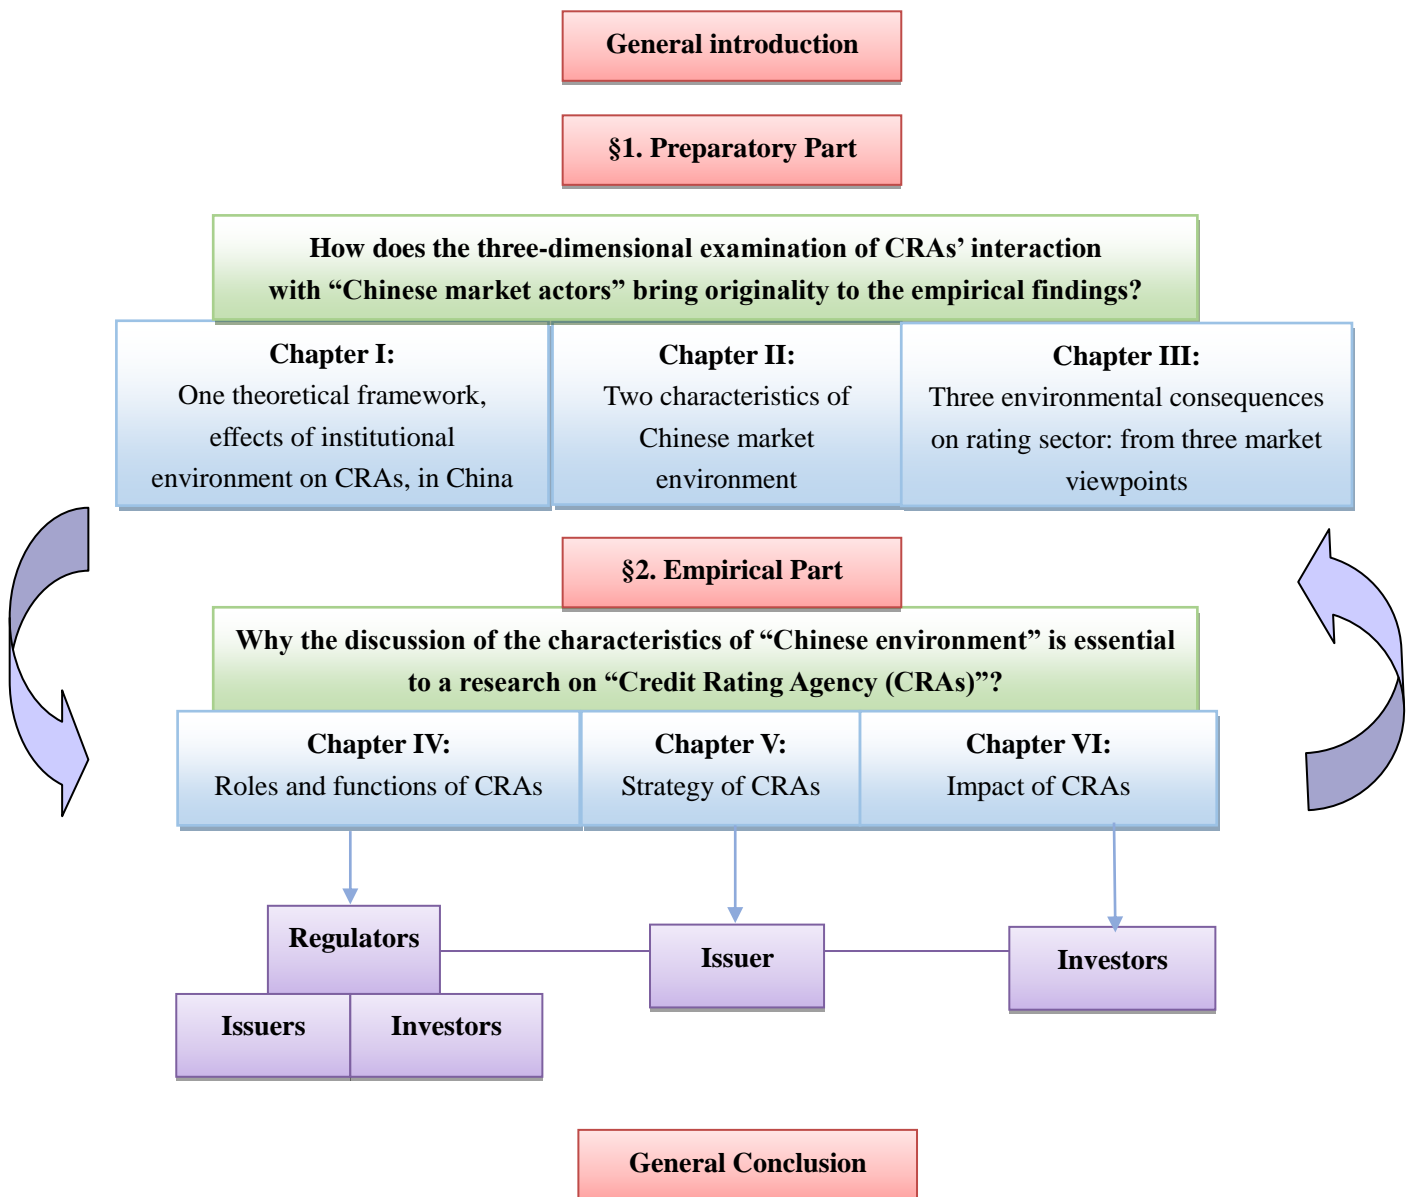 General introduction
§1. Preparatory Part
How does the three-dimensional examination of CRAs’ interaction
with “Chinese market actors” bring originality to the empirical findings?
Chapter I:
One theoretical framework,
effects of institutional
environment on CRAs, in China
Chapter II:
Two characteristics of
Chinese market
environment
Chapter III:
Three environmental consequences
on rating sector: from three market
viewpoints
§2. Empirical Part
Why the discussion of the characteristics of “Chinese environment” is essential
to a research on “Credit Rating Agency (CRAs)”?
Chapter IV:
Roles and functions of CRAs
Chapter V:
Strategy of CRAs
Chapter VI:
Impact of CRAs
Regulators
Issuers
Investors
Issuer
Investors
General Conclusion